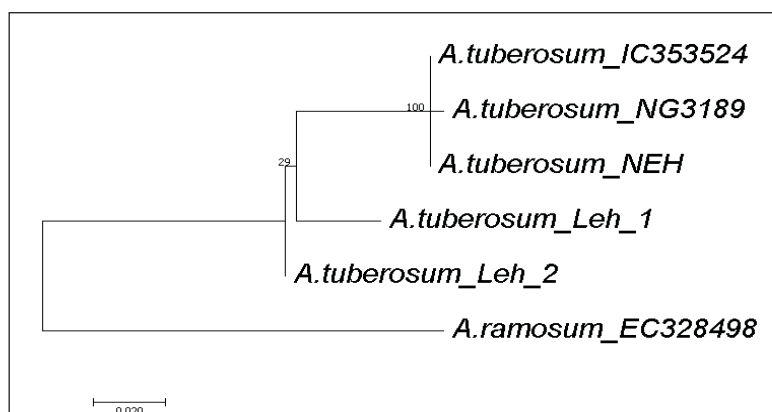 A.tuberosum_IC353524
100
A.tuberosum_NG3189
29
A.tuberosum_NEH
A.tuberosum_Leh_1
A.tuberosum_Leh_2
A.ramosum_EC328498
0.020